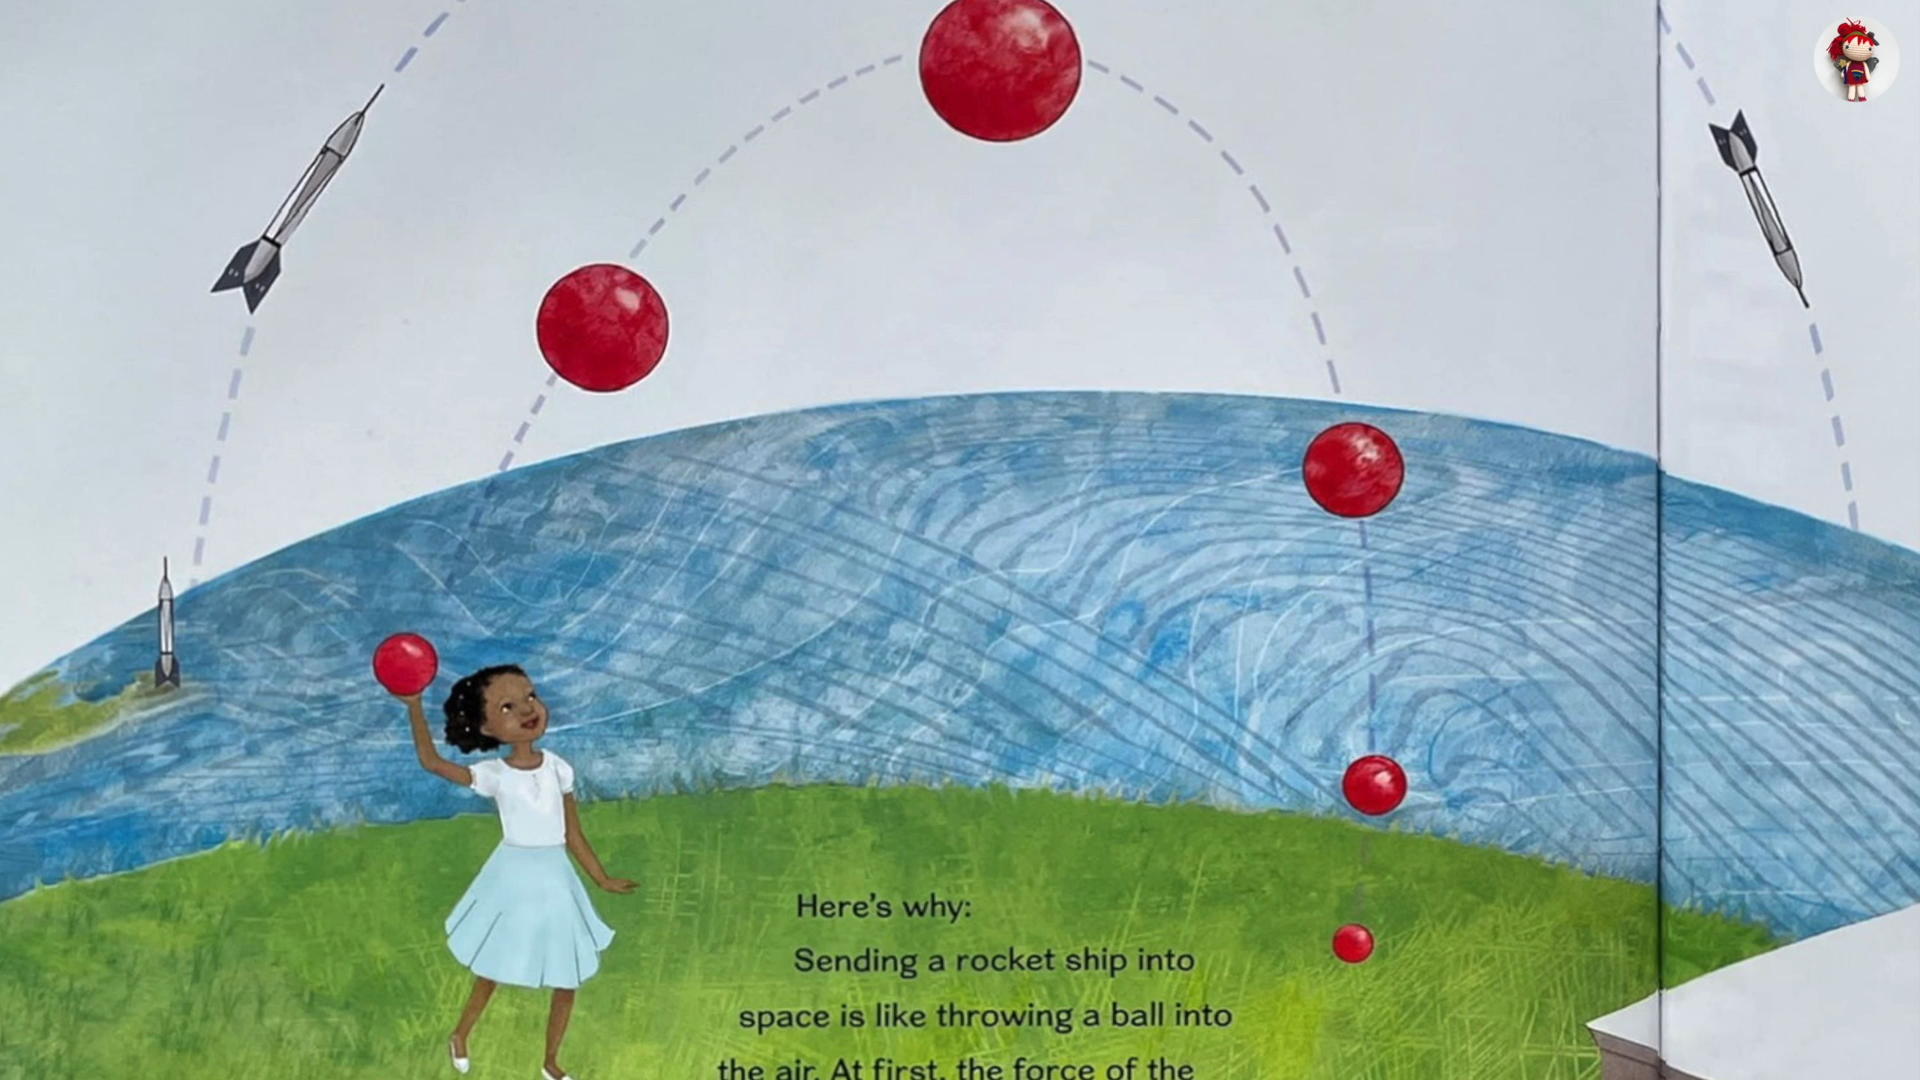 Here's why:
Sending a rocket ship into
space is like throwing a ball into
the air. At first, the force of the